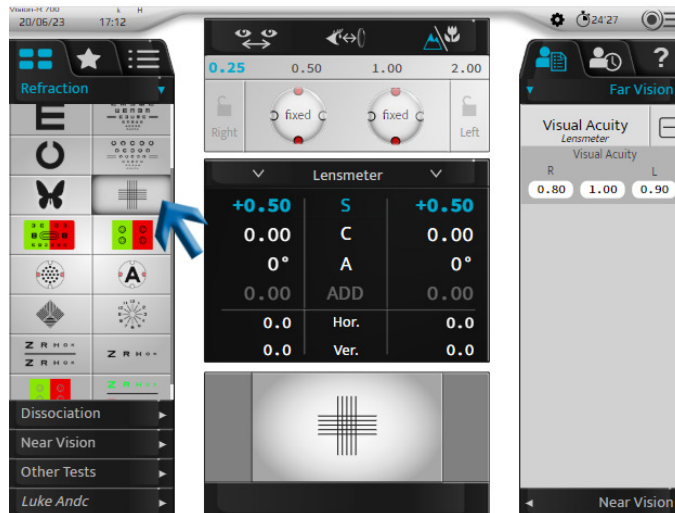 Vision-R 700
20/06/23 17:12
24'27
Refraction
Far Vision
0.25 0.50 1.00 2.00
Right fixed fixed Left
Visual Acuity
Lensmeter
Visual Acuity
R L
0.80 1.00 0.90
Lensmeter
+0.50 S +0.50
0.00 C 0.00
0° A 0°
0.00 ADD 0.00
0.0 Hor. 0.0
0.0 Ver. 0.0
E
A
Z R H O K
Z R H O K
Z R H O K
Dissociation
Near Vision
Other Tests
Luke Andc
Near Vision
?